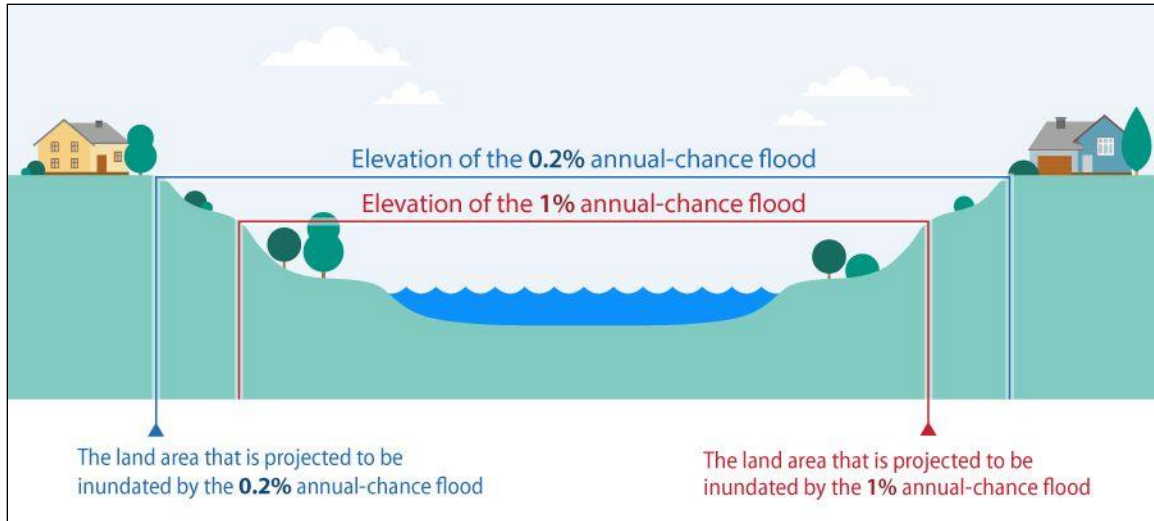 Elevation of the 0.2% annual-chance flood
Elevation of the 1% annual-chance flood
The land area that is projected to be
inundated by the 0.2% annual-chance flood
The land area that is projected to be
inundated by the 1% annual-chance flood